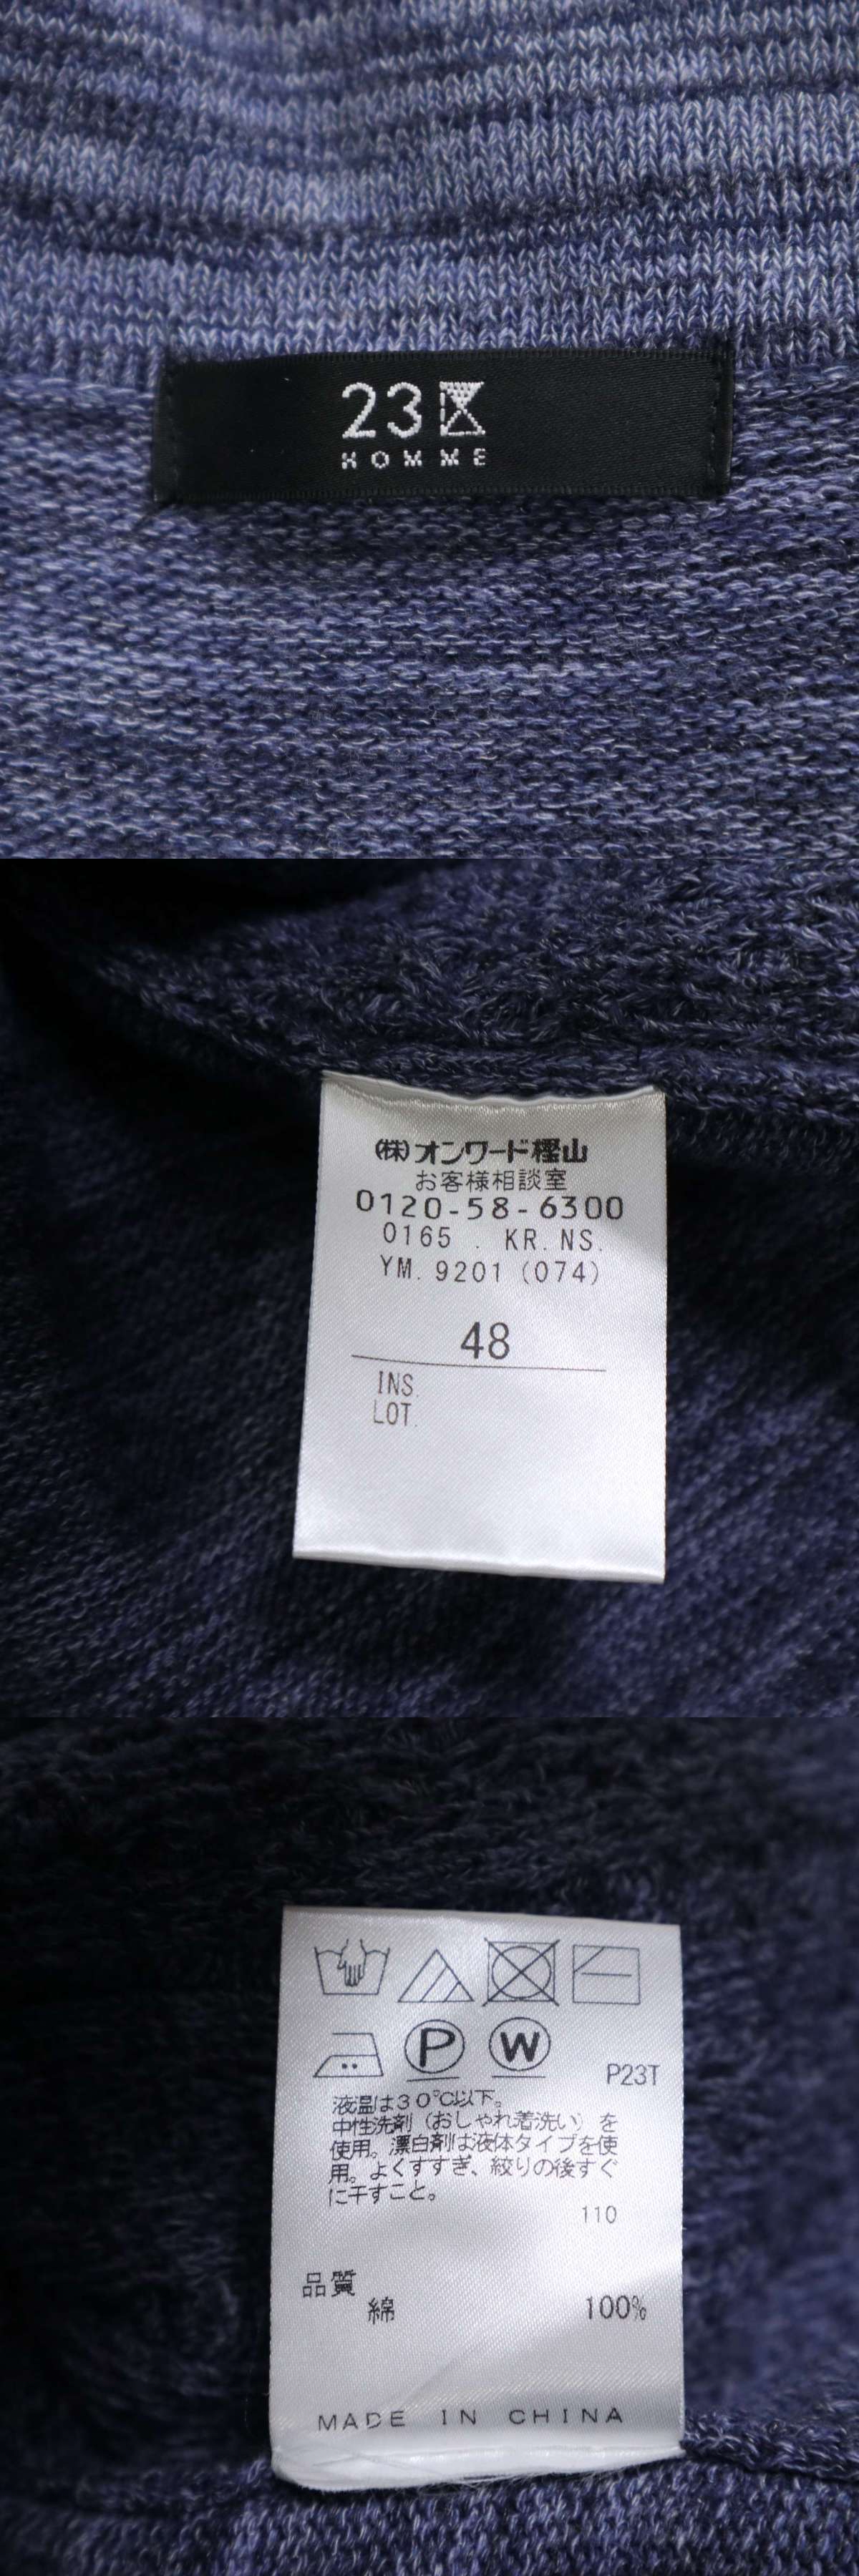 23区
HOMME
(株)オンワード樫山
お客様相談室
0120-58-6300
0165 . KR.NS.
YM. 9201 (074)
48
INS.
LOT.
P W
P23T
液温は30℃以下。
中性洗剤（おしゃれ着洗い）を
使用。漂白剤は液体タイプを使
用。よくすすぎ、絞りの後すぐ
に干すこと。
110
品質
綿 100%
MADE IN CHINA